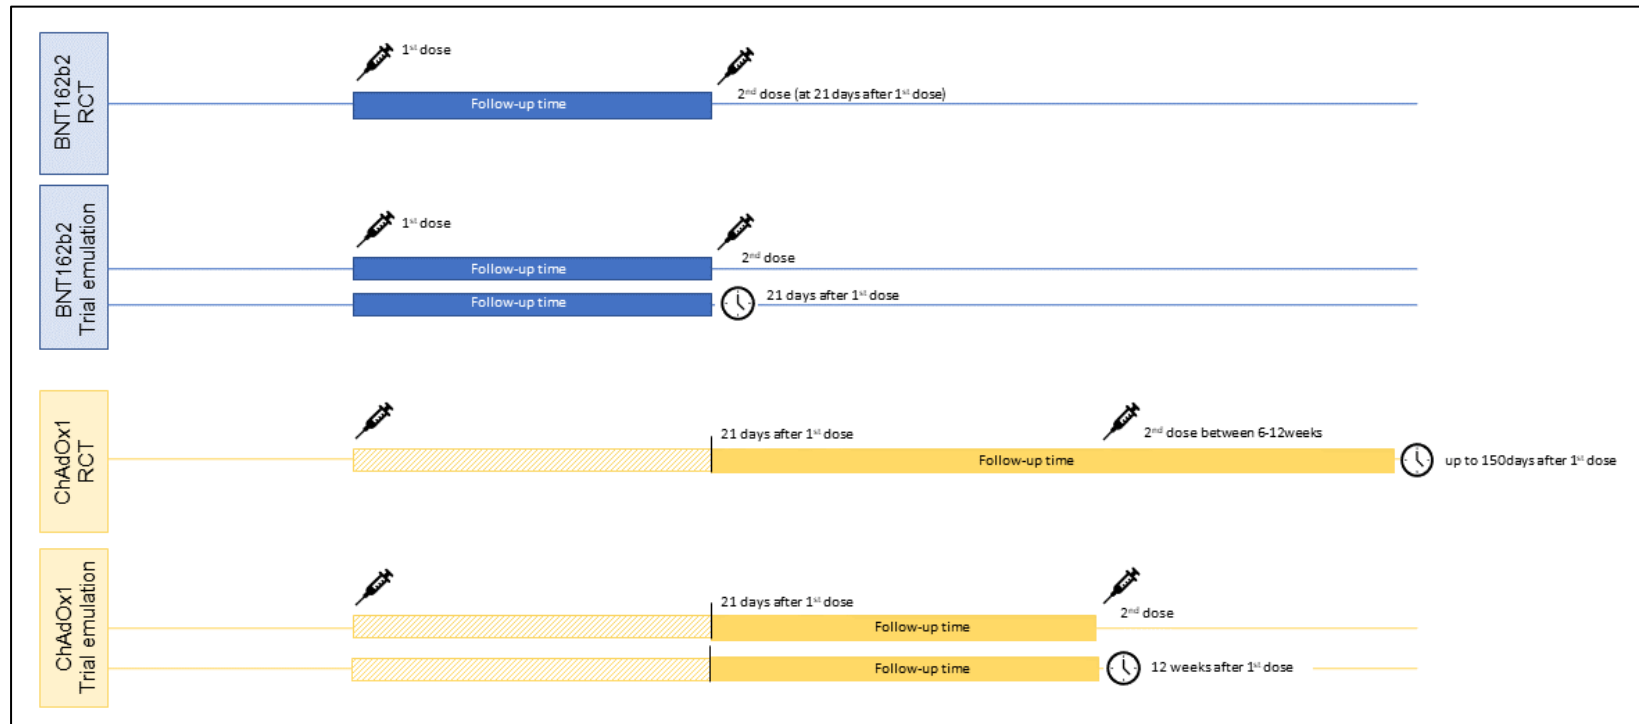 BNT162b2
RCT
1st dose
Follow-up time
2nd dose (at 21 days after 1st dose)
BNT162b2
Trial emulation
1st dose
Follow-up time
2nd dose
Follow-up time
21 days after 1st dose
ChAdOx1
RCT
21 days after 1st dose
2nd dose between 6-12weeks
Follow-up time
up to 150days after 1st dose
ChAdOx1
Trial emulation
21 days after 1st dose
2nd dose
Follow-up time
Follow-up time
12 weeks after 1st dose